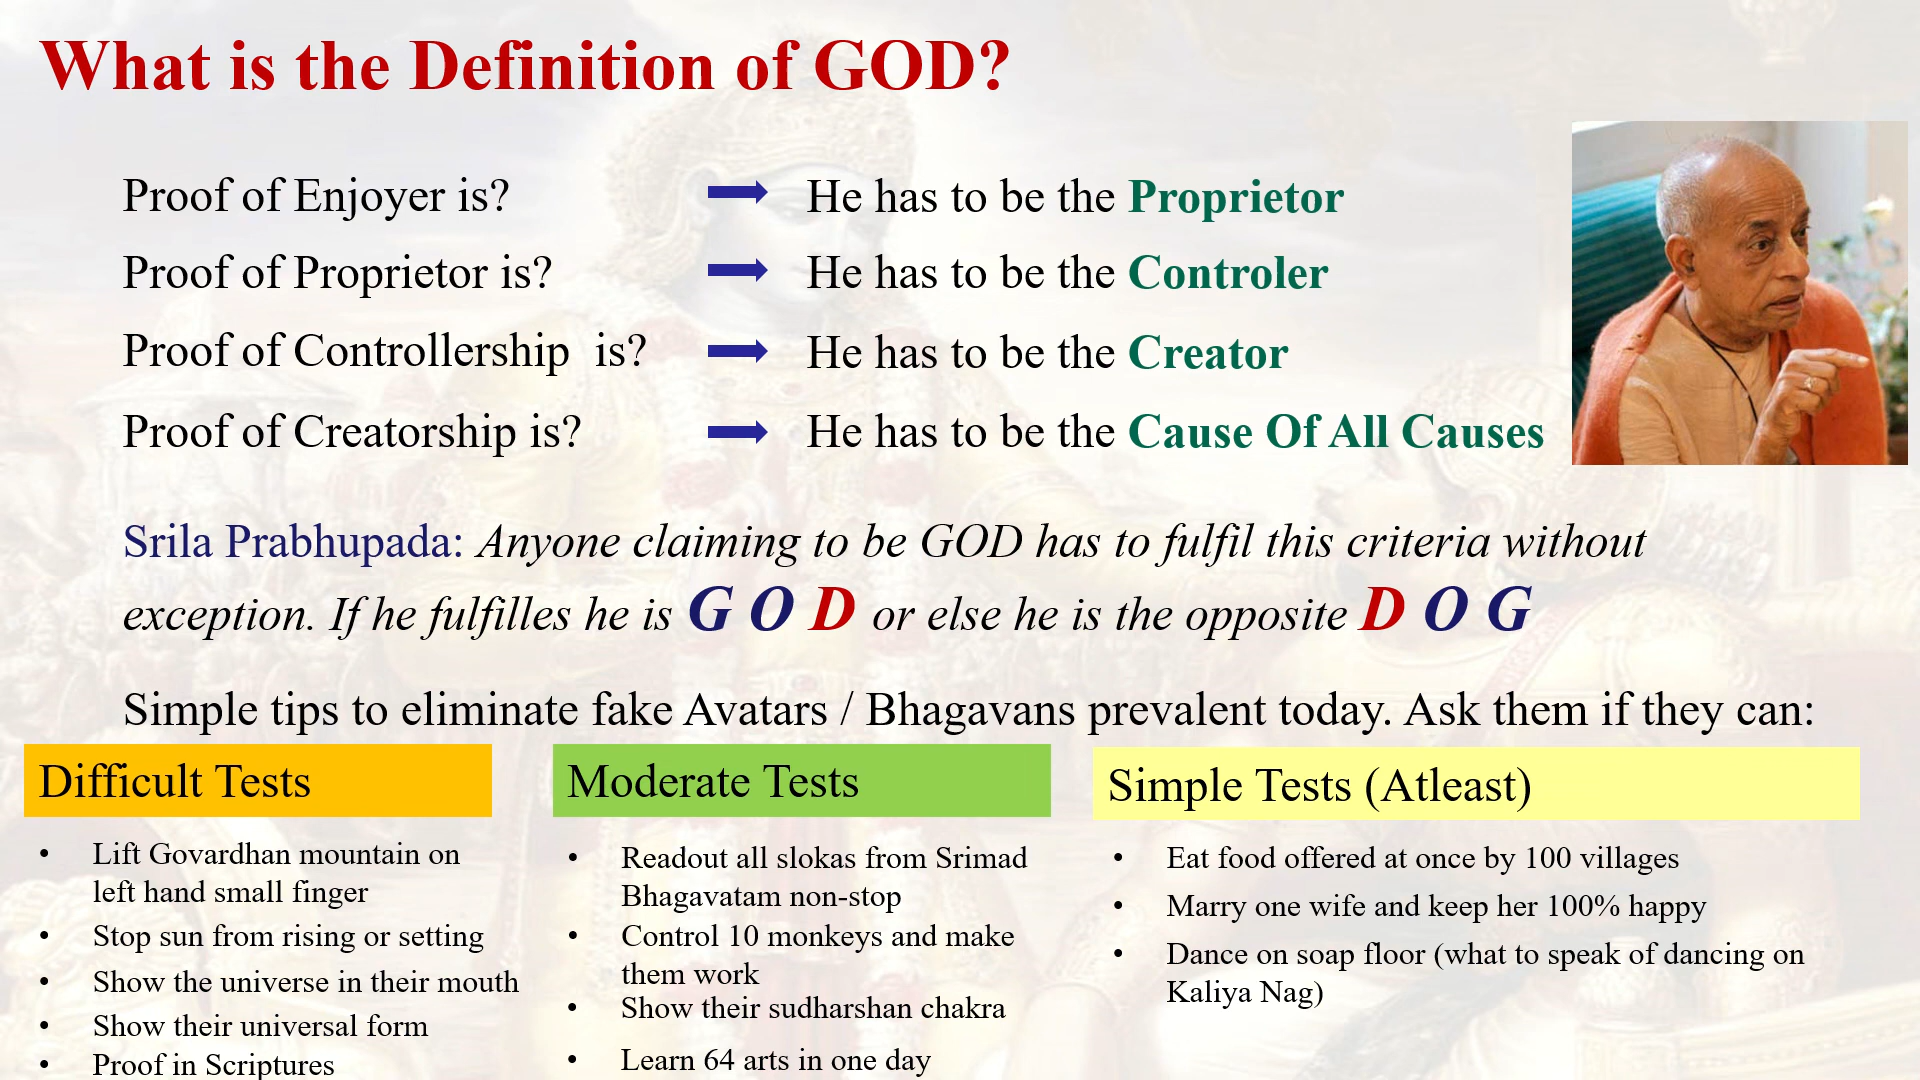 What is the Definition of GOD?
Proof of Enjoyer is? He has to be the Proprietor
Proof of Proprietor is? He has to be the Controler
Proof of Controllership is? He has to be the Creator
Proof of Creatorship is? He has to be the Cause Of All Causes
Srila Prabhupada: Anyone claiming to be GOD has to fulfil this criteria without
exception. If he fulfilles he is G O D or else he is the opposite D O G
Simple tips to eliminate fake Avatars / Bhagavans prevalent today. Ask them if they can:
Difficult Tests
• Lift Govardhan mountain on
left hand small finger
• Stop sun from rising or setting
• Show the universe in their mouth
• Show their universal form
• Proof in Scriptures
Moderate Tests
• Readout all slokas from Srimad
Bhagavatam non-stop
• Control 10 monkeys and make
them work
• Show their sudharshan chakra
• Learn 64 arts in one day
Simple Tests (Atleast)
• Eat food offered at once by 100 villages
• Marry one wife and keep her 100% happy
• Dance on soap floor (what to speak of dancing on
Kaliya Nag)